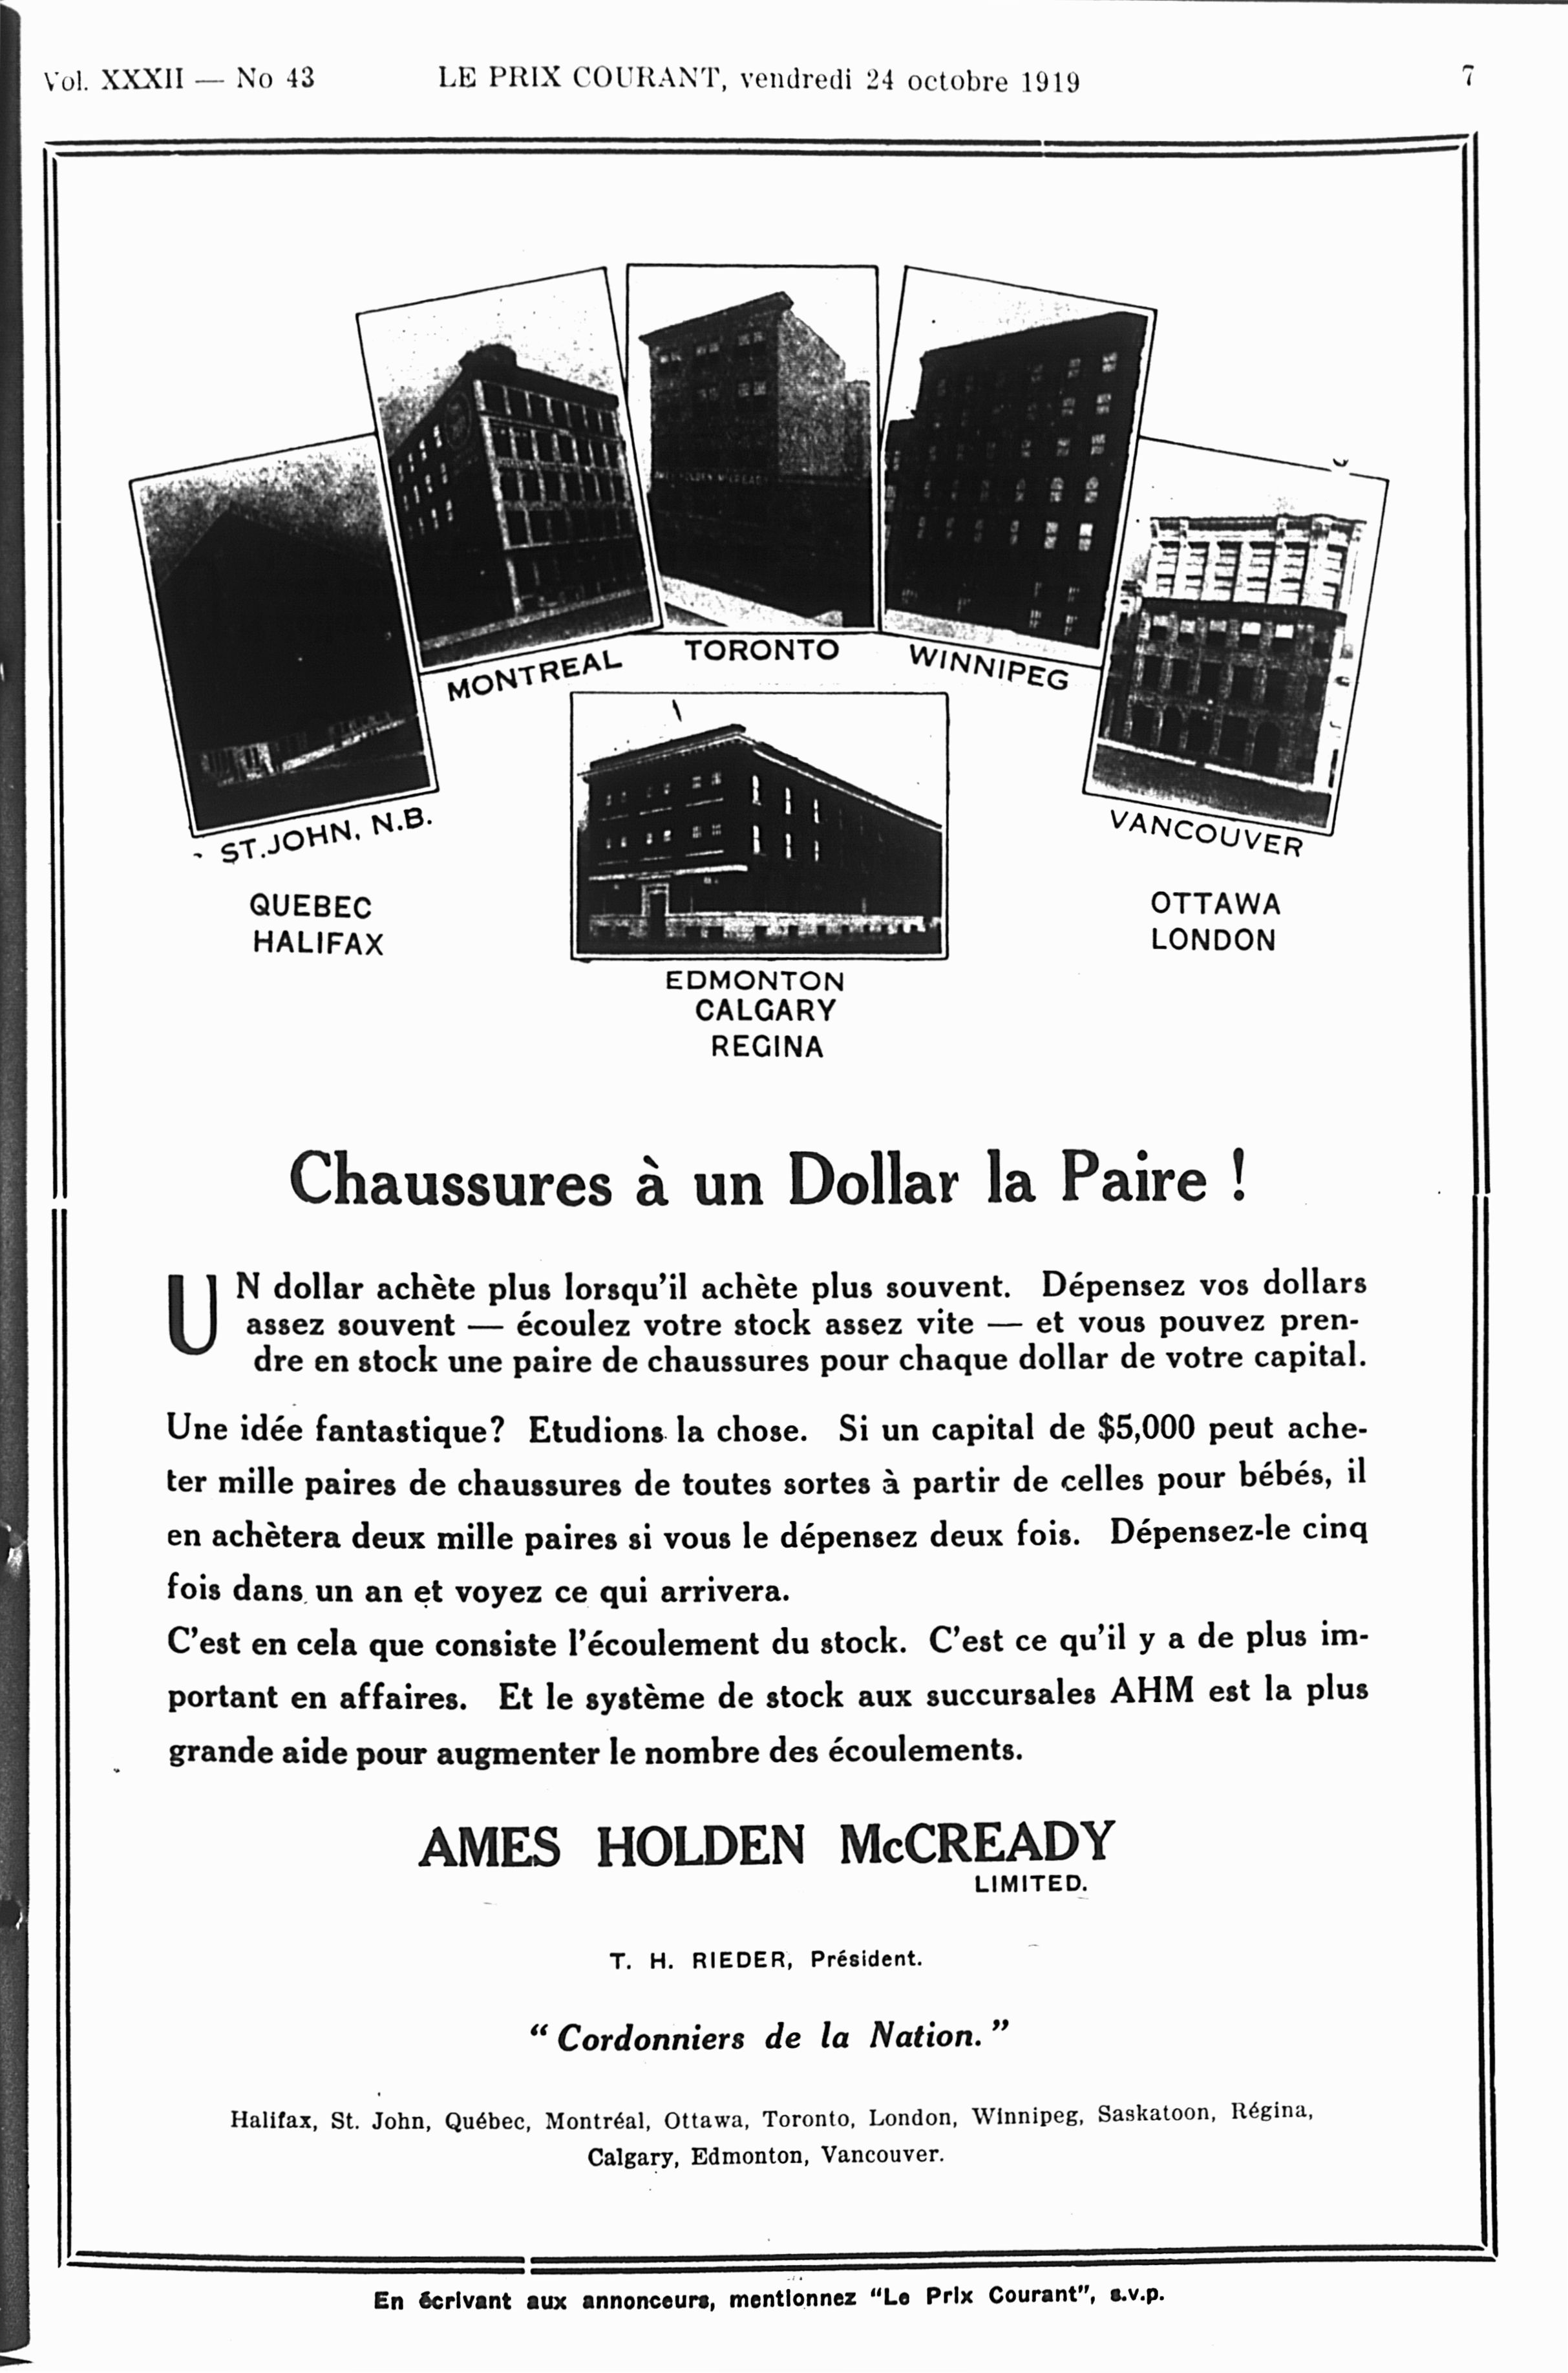 Vol. XXXII — No 43 LE PRIX COURANT, vendredi 24 octobre 1919 7
MONTREAL
TORONTO
WINNIPEG
ST. JOHN, N.B.
VANCOUVER
QUEBEC
HALIFAX
OTTAWA
LONDON
EDMONTON
CALGARY
REGINA
Chaussures à un Dollar la Paire !
UN dollar achète plus lorsqu'il achète plus souvent. Dépensez vos dollars
assez souvent — écoulez votre stock assez vite — et vous pouvez pren-
dre en stock une paire de chaussures pour chaque dollar de votre capital.
Une idée fantastique? Etudions la chose. Si un capital de $5,000 peut ache-
ter mille paires de chaussures de toutes sortes à partir de celles pour bébés, il
en achètera deux mille paires si vous le dépensez deux fois. Dépensez-le cinq
fois dans un an et voyez ce qui arrivera.
C'est en cela que consiste l'écoulement du stock. C'est ce qu'il y a de plus im-
portant en affaires. Et le système de stock aux succursales AHM est la plus
grande aide pour augmenter le nombre des écoulements.
AMES HOLDEN McCREADY
LIMITED.
T. H. RIEDER, Président.
"Cordonniers de la Nation."
Halifax, St. John, Québec, Montréal, Ottawa, Toronto, London, Winnipeg, Saskatoon, Régina,
Calgary, Edmonton, Vancouver.
En écrivant aux annonceurs, mentionnez "Le Prix Courant", s.v.p.